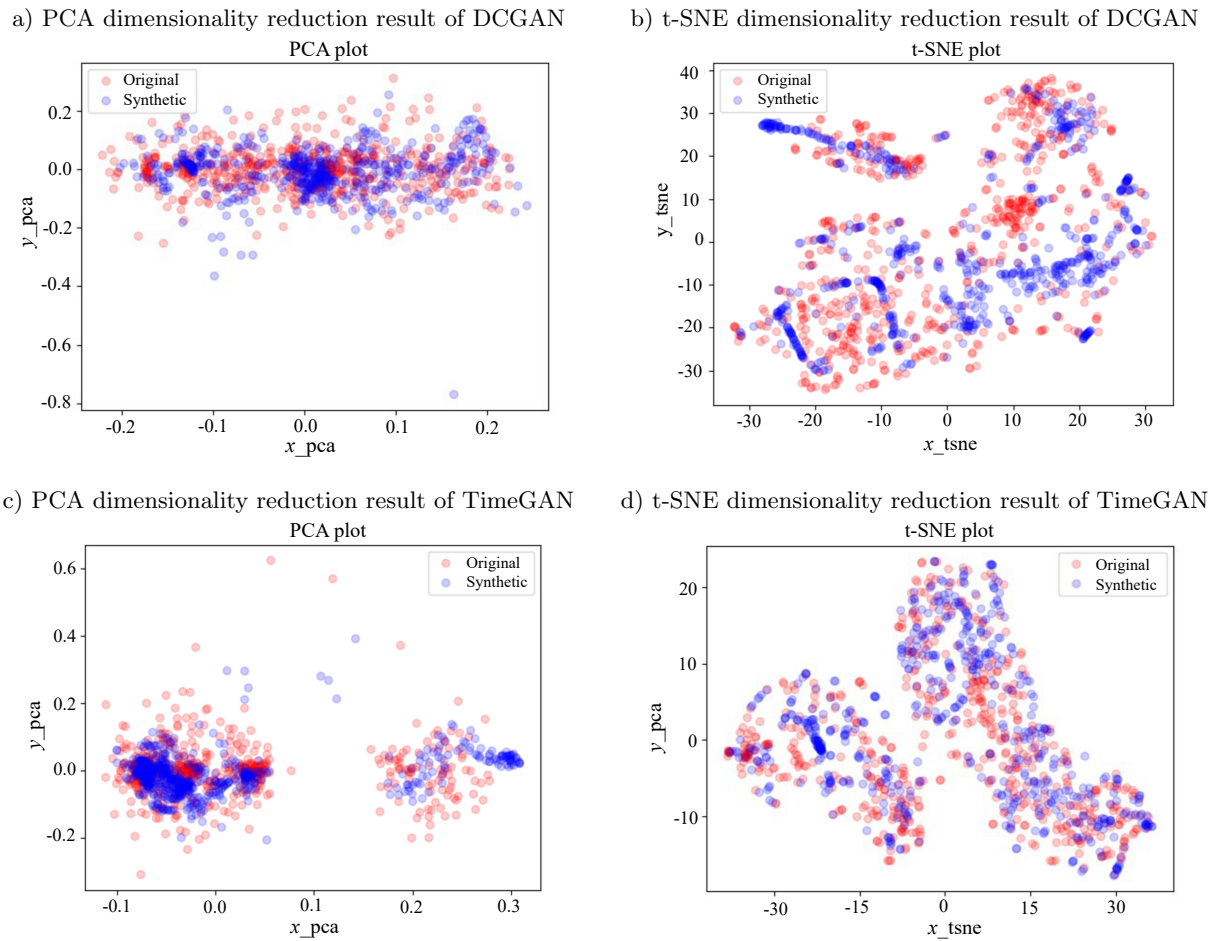 a) PCA dimensionality reduction result of DCGAN
PCA plot
Original
Synthetic
0.2
0.0
-0.2
-0.4
-0.6
-0.8
y_pca
-0.2
-0.1
0.0
0.1
0.2
x_pca
b) t-SNE dimensionality reduction result of DCGAN
t-SNE plot
Original
Synthetic
40
30
20
10
0
-10
-20
-30
y_tsne
-30
-20
-10
0
10
20
30
x_tsne
c) PCA dimensionality reduction result of TimeGAN
PCA plot
Original
Synthetic
0.6
0.4
0.2
0.0
-0.2
y_pca
-0.1
0.0
0.1
0.2
0.3
x_pca
d) t-SNE dimensionality reduction result of TimeGAN
t-SNE plot
Original
Synthetic
20
10
0
-10
y_pca
-30
-15
0
15
30
x_tsne